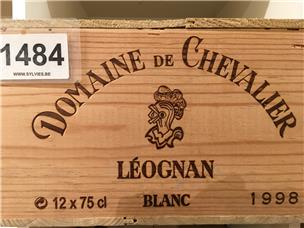 1484
WWW.SYLVIES.BE
DOMAINE DE CHEVALIER
LÉOGNAN
e 12 x 75 cl BLANC 1998